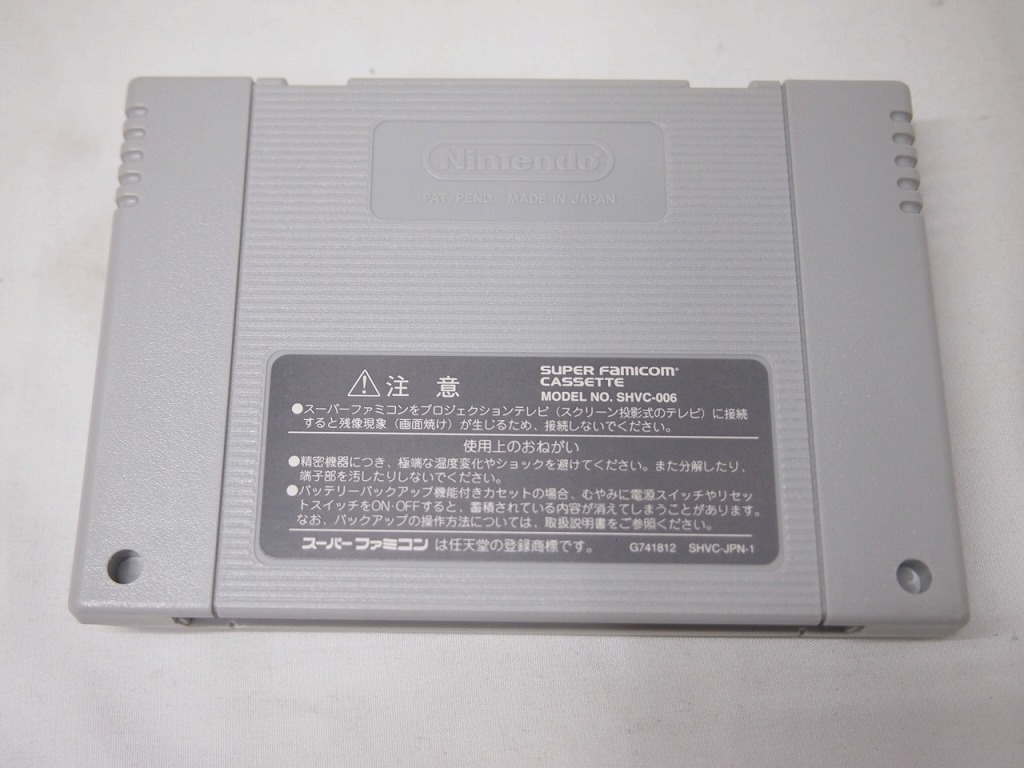 Nintendo
PAT. PEND. MADE IN JAPAN
注意
SUPER FAMICOM
CASSETTE
MODEL NO. SHVC-006
●スーパーファミコンをプロジェクションテレビ（スクリーン投影式のテレビ）に接続
すると残像現象（画面焼け）が生じるため、接続しないでください。
使用上のおねがい
●精密機器につき、極端な温度変化やショックを避けてください。また分解したり、
端子部を汚したりしないでください。
●バッテリーバックアップ機能付きカセットの場合、むやみに電源スイッチやリセッ
トスイッチをON・OFFすると、蓄積されている内容が消えてしまうことがあります。
なお、バックアップの操作方法については、取扱説明書をご参照ください。
スーパーファミコンは任天堂の登録商標です。 G741812 SHVC-JPN-1